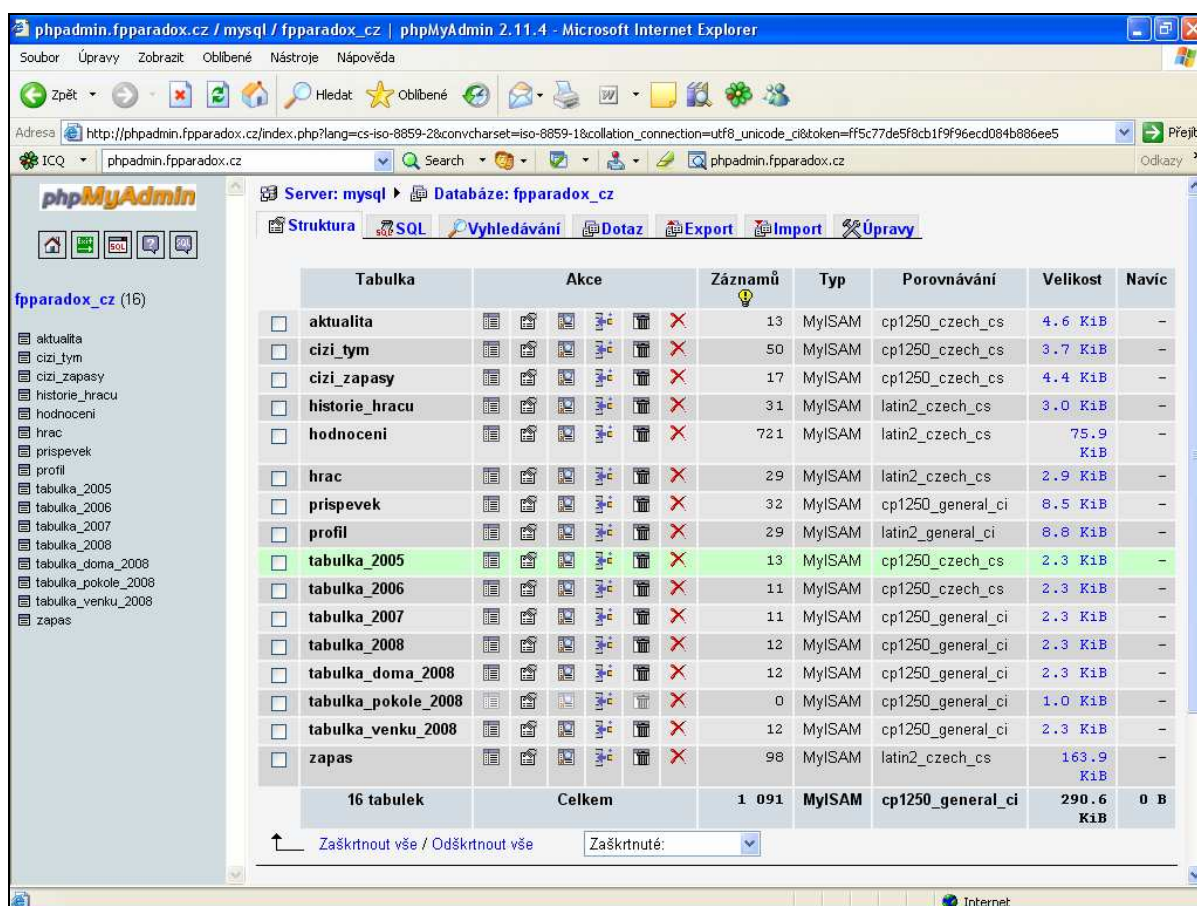 phpadmin.fpparadox.cz / mysql / fpparadox_cz | phpMyAdmin 2.11.4 - Microsoft Internet Explorer
Soubor Úpravy Zobrazit Oblíbené Nástroje Nápověda
Zpět Hledat Oblíbené
Adresa http://phpadmin.fpparadox.cz/index.php?lang=cs-iso-8859-2&convcharset=iso-8859-1&collation_connection=utf8_unicode_ci&token=ff5c77de5f8cb1f9f96ecd084b886ee5 Přejít
ICQ phpadmin.fpparadox.cz Search phpadmin.fpparadox.cz Odkazy
phpMyAdmin
SQL
fpparadox_cz (16)
aktualita
cizi_tym
cizi_zapasy
historie_hracu
hodnoceni
hrac
prispevek
profil
tabulka_2005
tabulka_2006
tabulka_2007
tabulka_2008
tabulka_doma_2008
tabulka_pokole_2008
tabulka_venku_2008
zapas
Server: mysql Databáze: fpparadox_cz
Struktura SQL Vyhledávání Dotaz Export Import Úpravy
Tabulka Akce Záznamů Typ Porovnávání Velikost Navíc
aktualita 13 MyISAM cp1250_czech_cs 4.6 KiB -
cizi_tym 50 MyISAM cp1250_czech_cs 3.7 KiB -
cizi_zapasy 17 MyISAM cp1250_czech_cs 4.4 KiB -
historie_hracu 31 MyISAM latin2_czech_cs 3.0 KiB -
hodnoceni 721 MyISAM latin2_czech_cs 75.9 -
KiB
hrac 29 MyISAM latin2_czech_cs 2.9 KiB -
prispevek 32 MyISAM cp1250_general_ci 8.5 KiB -
profil 29 MyISAM latin2_general_ci 8.8 KiB -
tabulka_2005 13 MyISAM cp1250_czech_cs 2.3 KiB -
tabulka_2006 11 MyISAM cp1250_czech_cs 2.3 KiB -
tabulka_2007 11 MyISAM cp1250_general_ci 2.3 KiB -
tabulka_2008 12 MyISAM cp1250_general_ci 2.3 KiB -
tabulka_doma_2008 12 MyISAM cp1250_general_ci 2.3 KiB -
tabulka_pokole_2008 0 MyISAM cp1250_general_ci 1.0 KiB -
tabulka_venku_2008 12 MyISAM cp1250_general_ci 2.3 KiB -
zapas 98 MyISAM latin2_czech_cs 163.9 -
KiB
16 tabulek Celkem 1 091 MyISAM cp1250_general_ci 290.6 0 B
KiB
Zaškrtnout vše / Odškrtnout vše Zaškrtnuté:
Internet